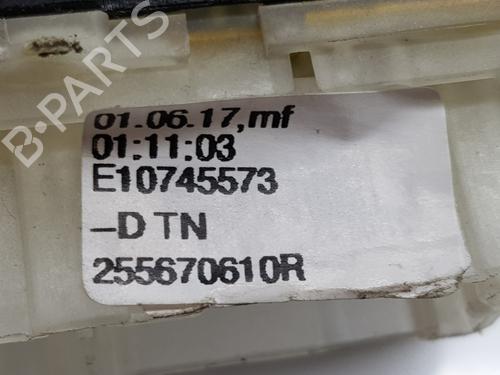 B-PARTS
01.06.17,mf
01:11:03
E10745573
-D TN
255670610R